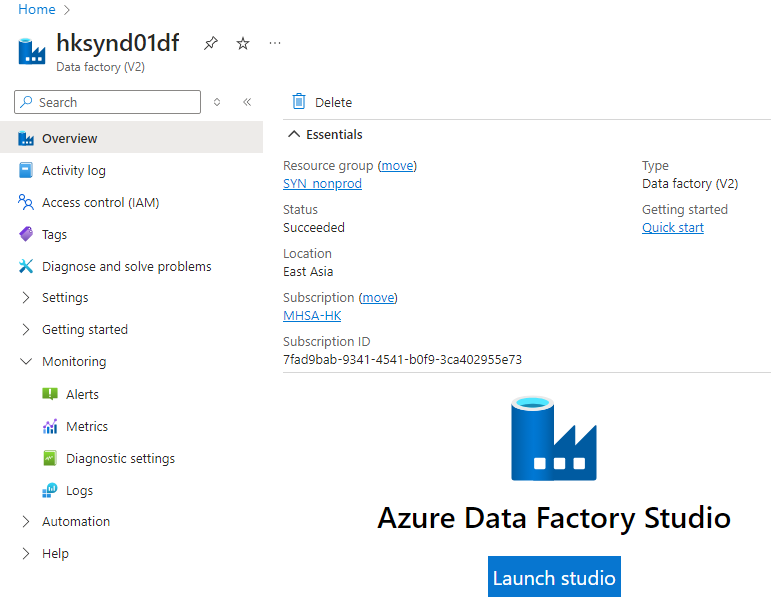 Home
hksynd01df
Data factory (V2)
Search
Overview
Activity log
Access control (IAM)
Tags
Diagnose and solve problems
Settings
Getting started
Monitoring
Alerts
Metrics
Diagnostic settings
Logs
Automation
Help
Delete
Essentials
Resource group (move)
SYN_nonprod
Status
Succeeded
Location
East Asia
Subscription (move)
MHSA-HK
Subscription ID
7fad9bab-9341-4541-b0f9-3ca402955e73
Type
Data factory (V2)
Getting started
Quick start
Azure Data Factory Studio
Launch studio